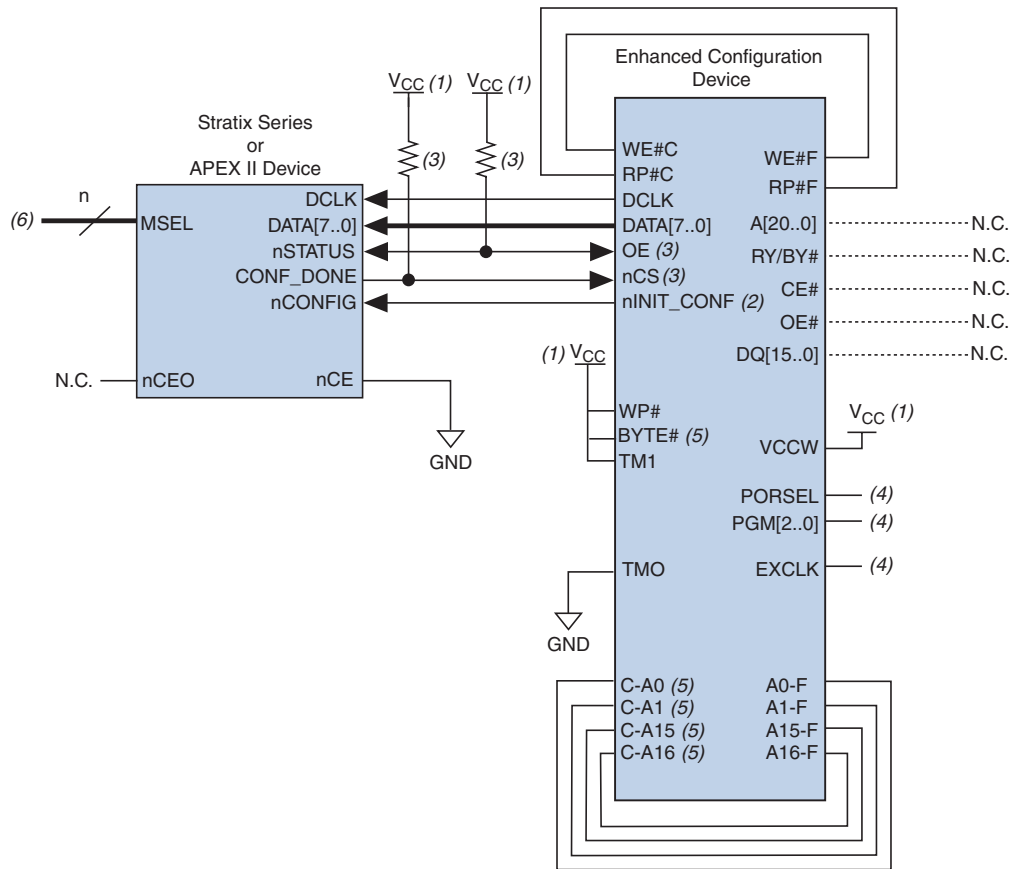 Enhanced Configuration
Device
VCC (1)
VCC (1)
Stratix Series
or
APEX II Device
(3)
(3)
n
(6)
MSEL
DCLK
DATA[7..0]
nSTATUS
CONF_DONE
nCONFIG
N.C.
nCEO
nCE
GND
WE#C
RP#C
DCLK
DATA[7..0]
OE (3)
nCS (3)
nINIT_CONF (2)
(1) VCC
WP#
BYTE# (5)
TM1
TMO
GND
C-A0 (5)
C-A1 (5)
C-A15 (5)
C-A16 (5)
WE#F
RP#F
A[20..0]
N.C.
RY/BY#
N.C.
CE#
N.C.
OE#
N.C.
DQ[15..0]
N.C.
VCC (1)
VCCW
PORSEL
(4)
PGM[2..0]
(4)
EXCLK
(4)
A0-F
A1-F
A15-F
A16-F